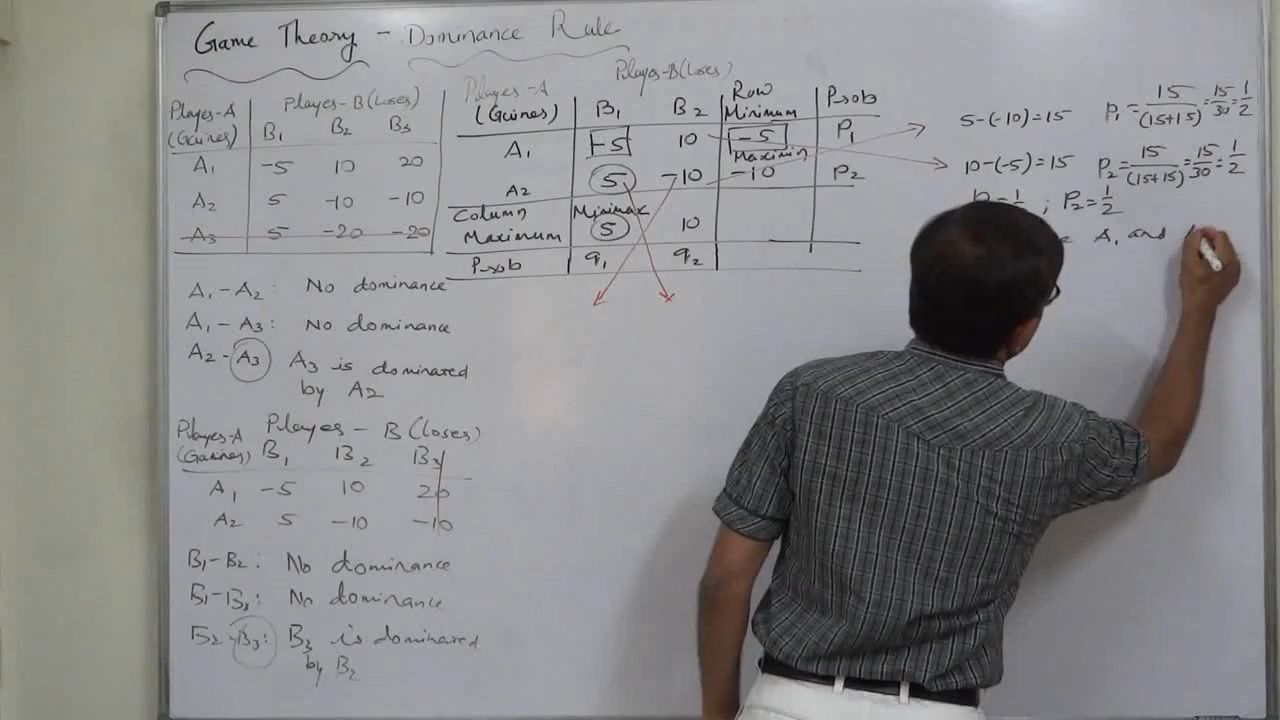 Game Theory - Dominance Rule
Player-A (Gaines) Player-B (Loses)
B1 B2 B3
A1 -5 10 20
A2 5 -10 -10
A3 5 -20 -20
A1-A2: No dominance
A1-A3: No dominance
A2-A3 A3 is dominated
by A2
Player-A (Gaines) Player-B (Loses)
B1 B2 B3
A1 -5 10 20
A2 5 -10 -10
B1-B2: No dominance
B1-B3: No dominance
B2-B3: B3 is dominated
by B2
Player-B (Loses)
Player-A (Gaines) B1 B2 Row Minimum Prob
A1 -5 10 -5 P1
Maximin
A2 5 -10 -10 P2
Column Maximum Minimax 5 10
Prob q1 q2
5-(-10)=15 P1=15/(15+15)=15/30=1/2
10-(-5)=15 P2=15/(15+15)=15/30=1/2
; P2=1/2
A1 and